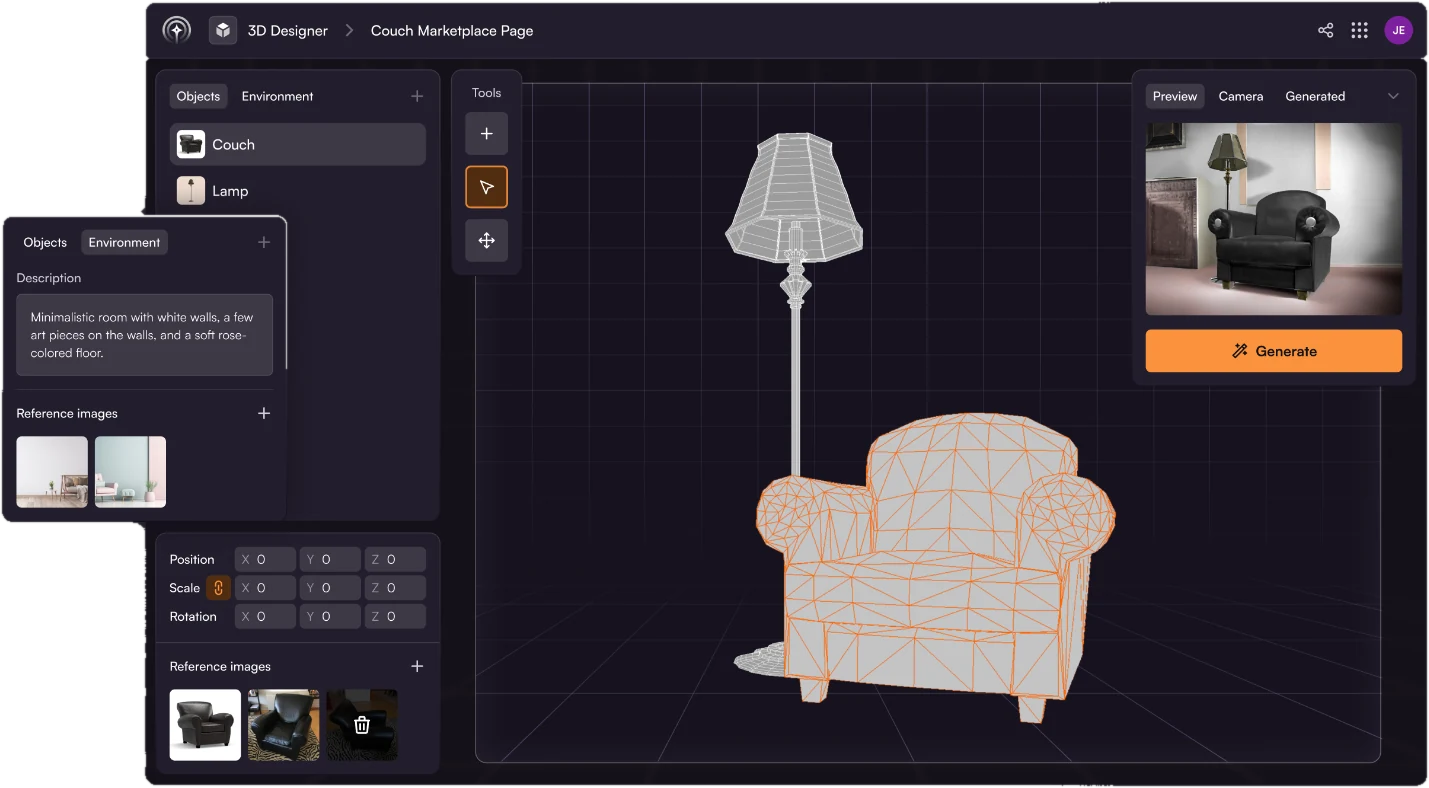 3D Designer
Couch Marketplace Page
JE
Objects Environment
Couch
Lamp
Objects Environment
Description
Minimalistic room with white walls, a few
art pieces on the walls, and a soft rose-
colored floor.
Reference images
Position X 0 Y 0 Z 0
Scale X 0 Y 0 Z 0
Rotation X 0 Y 0 Z 0
Reference images
Tools
Preview Camera Generated
Generate